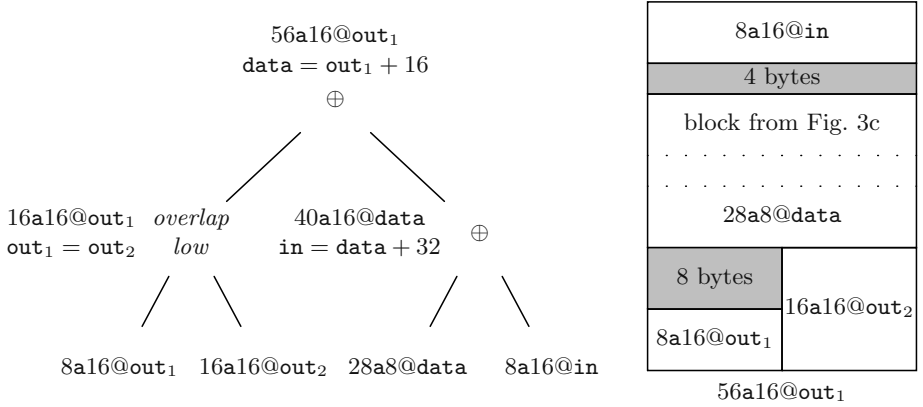 56a16@out₁
data = out₁ + 16
⊕
16a16@out₁ overlap
out₁ = out₂ low
40a16@data
in = data + 32 ⊕
8a16@out₁ 16a16@out₂ 28a8@data 8a16@in
8a16@in
4 bytes
block from Fig. 3c
28a8@data
8 bytes
16a16@out₂
8a16@out₁
56a16@out₁